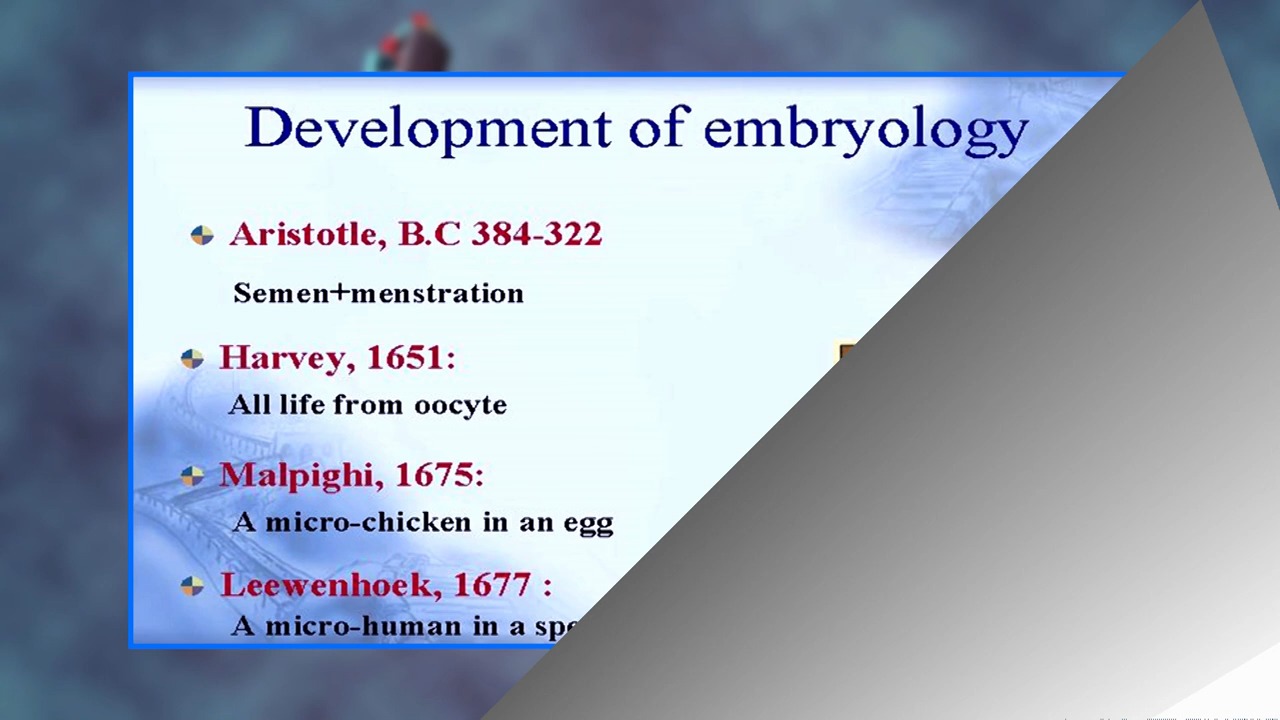 Development of embryology
Aristotle, B.C 384-322
Semen+menstration
Harvey, 1651:
All life from oocyte
Malpighi, 1675:
A micro-chicken in an egg
Leewenhoek, 1677 :
A micro-human in a